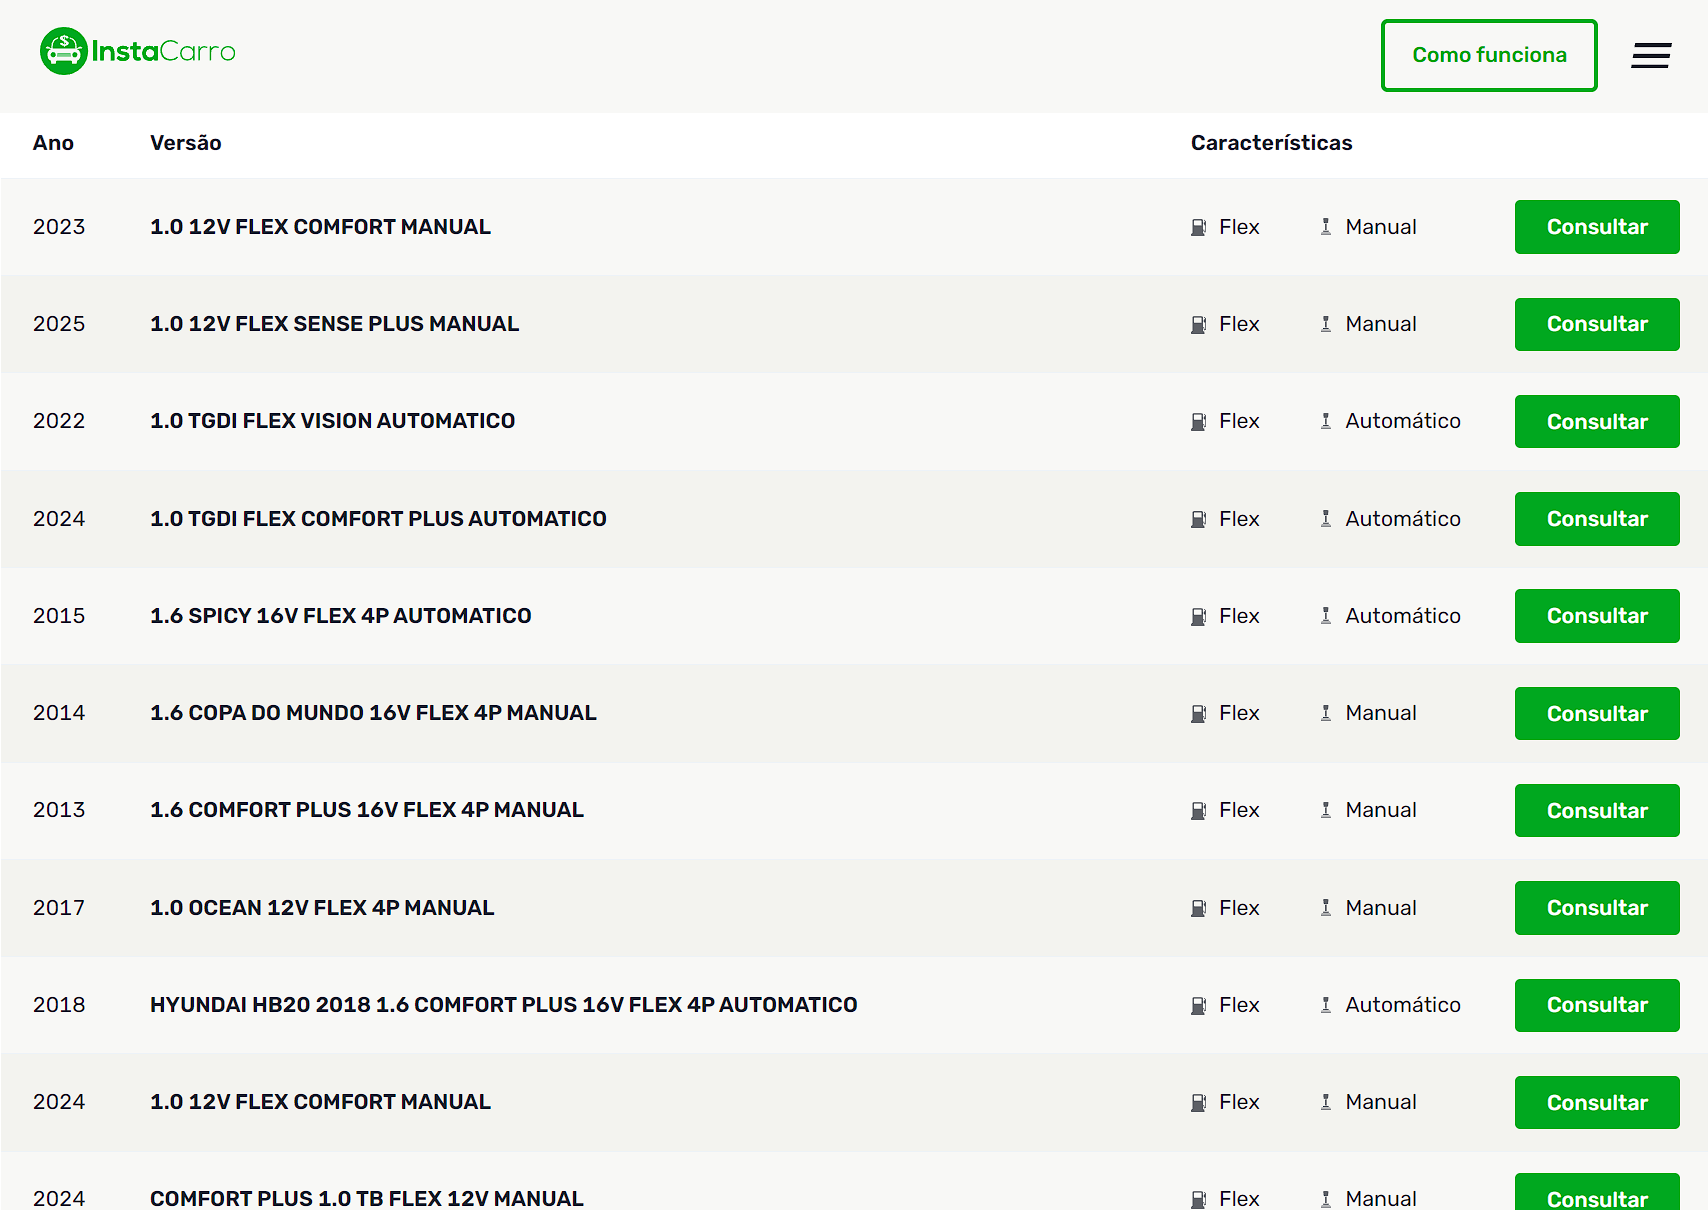 InstaCarro Como funciona
Ano Versão Características
2023 1.0 12V FLEX COMFORT MANUAL Flex Manual Consultar
2025 1.0 12V FLEX SENSE PLUS MANUAL Flex Manual Consultar
2022 1.0 TGDI FLEX VISION AUTOMATICO Flex Automático Consultar
2024 1.0 TGDI FLEX COMFORT PLUS AUTOMATICO Flex Automático Consultar
2015 1.6 SPICY 16V FLEX 4P AUTOMATICO Flex Automático Consultar
2014 1.6 COPA DO MUNDO 16V FLEX 4P MANUAL Flex Manual Consultar
2013 1.6 COMFORT PLUS 16V FLEX 4P MANUAL Flex Manual Consultar
2017 1.0 OCEAN 12V FLEX 4P MANUAL Flex Manual Consultar
2018 HYUNDAI HB20 2018 1.6 COMFORT PLUS 16V FLEX 4P AUTOMATICO Flex Automático Consultar
2024 1.0 12V FLEX COMFORT MANUAL Flex Manual Consultar
2024 COMFORT PLUS 1.0 TB FLEX 12V MANUAL Flex Manual Consultar